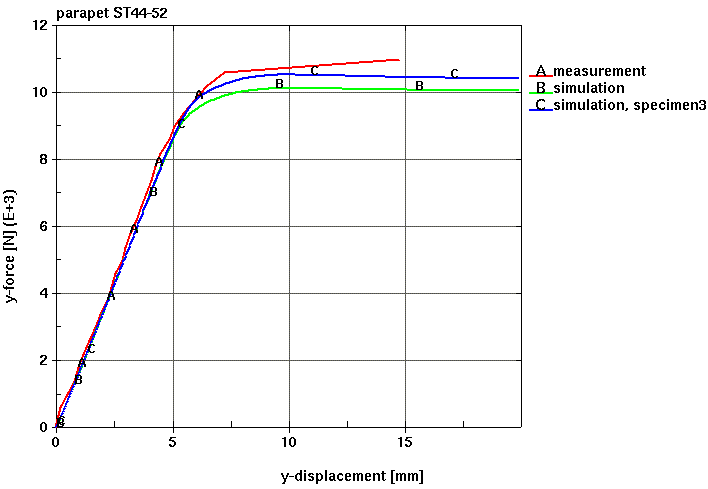 parapet ST44-52
12
10
8
6
4
2
0
y-force [N] (E+3)
0 5 10 15
y-displacement [mm]
A measurement
B simulation
C simulation, specimen3
A
A
A
A
A
A
B
B
B
B
B
C
C
C
C